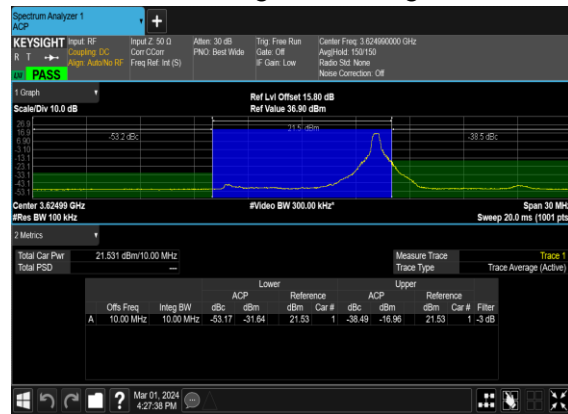 Spectrum Analyzer 1
ACP
+
KEYSIGHT Input: RF Input Z: 50 Ω Atten: 30 dB Trig: Free Run Center Freq: 3.624990000 GHz
R T Coupling: DC Corr CCorr PNO: Best Wide Gate: Off Avg|Hold: 150/150
Align: Auto/No RF Freq Ref: Int (S) IF Gain: Low Radio Std: None
PASS Noise Correction: Off
1 Graph
Ref Lvl Offset 15.80 dB
Scale/Div 10.0 dB Ref Value 36.90 dBm
26.9
16.9
6.90
-3.10
-13.1
-23.1
-33.1
-43.1
-53.1
-53.2 dBc
21.5 dBm
-38.5 dBc
Center 3.62499 GHz #Video BW 300.00 kHz* Span 30 MHz
#Res BW 100 kHz Sweep 20.0 ms (1001 pts
2 Metrics
Total Car Pwr 21.531 dBm/10.00 MHz Measure Trace Trace 1
Total PSD --- Trace Type Trace Average (Active)
Lower Upper
ACP Reference ACP Reference
Offs Freq Integ BW dBc dBm dBm Car # dBc dBm dBm Car # Filter
A 10.00 MHz 10.00 MHz -53.17 -31.64 21.53 1 -38.49 -16.96 21.53 1 -3 dB
? Mar 01, 2024
4:27:38 PM